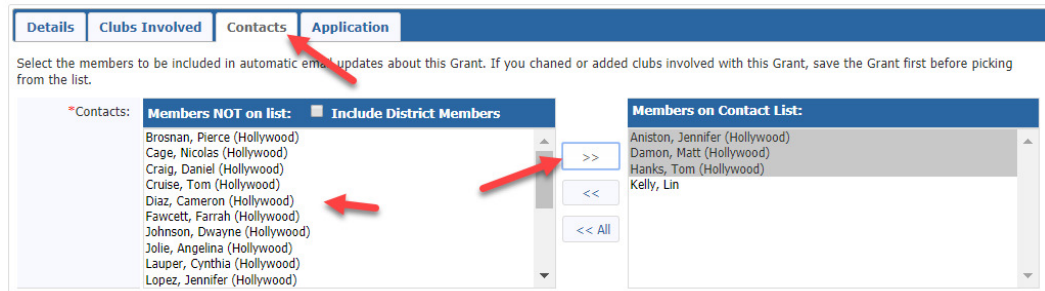 Details Clubs Involved Contacts Application
Select the members to be included in automatic email updates about this Grant. If you chaned or added clubs involved with this Grant, save the Grant first before picking
from the list.
*Contacts: Members NOT on list: Include District Members Members on Contact List:
Brosnan, Pierce (Hollywood)
Cage, Nicolas (Hollywood)
Craig, Daniel (Hollywood)
Cruise, Tom (Hollywood)
Diaz, Cameron (Hollywood)
Fawcett, Farrah (Hollywood)
Johnson, Dwayne (Hollywood)
Jolie, Angelina (Hollywood)
Lauper, Cynthia (Hollywood)
Lopez, Jennifer (Hollywood)
>>
<<
<< All
Aniston, Jennifer (Hollywood)
Damon, Matt (Hollywood)
Hanks, Tom (Hollywood)
Kelly, Lin